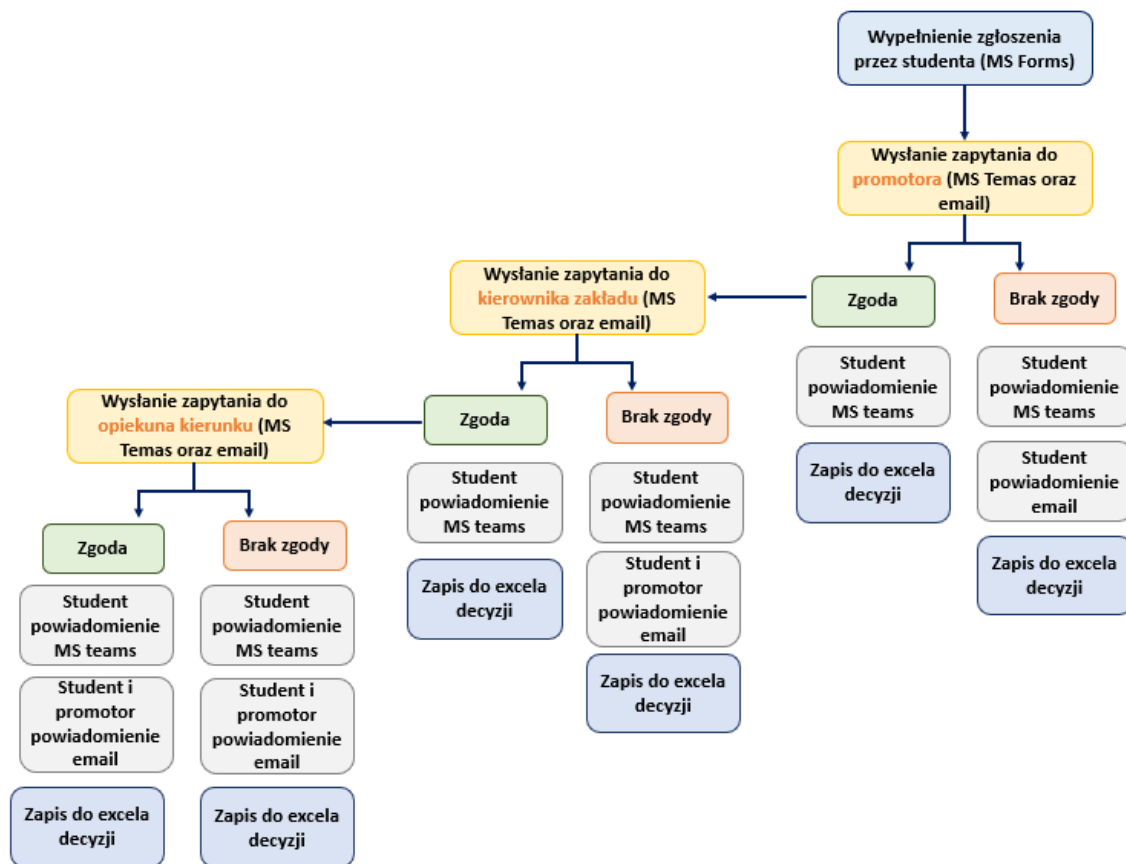 Wypełnienie zgłoszenia
przez studenta (MS Forms)
Wysłanie zapytania do
promotora (MS Temas oraz
email)
Zgoda
Brak zgody
Student
powiadomienie
MS teams
Zapis do excela
decyzji
Student
powiadomienie
MS teams
Student
powiadomienie
email
Zapis do excela
decyzji
Wysłanie zapytania do
kierownika zakładu (MS
Temas oraz email)
Zgoda
Brak zgody
Student
powiadomienie
MS teams
Zapis do excela
decyzji
Student
powiadomienie
MS teams
Student i
promotor
powiadomienie
email
Zapis do excela
decyzji
Wysłanie zapytania do
opiekuna kierunku (MS
Temas oraz email)
Zgoda
Brak zgody
Student
powiadomienie
MS teams
Student i
promotor
powiadomienie
email
Zapis do excela
decyzji
Student
powiadomienie
MS teams
Student i
promotor
powiadomienie
email
Zapis do excela
decyzji